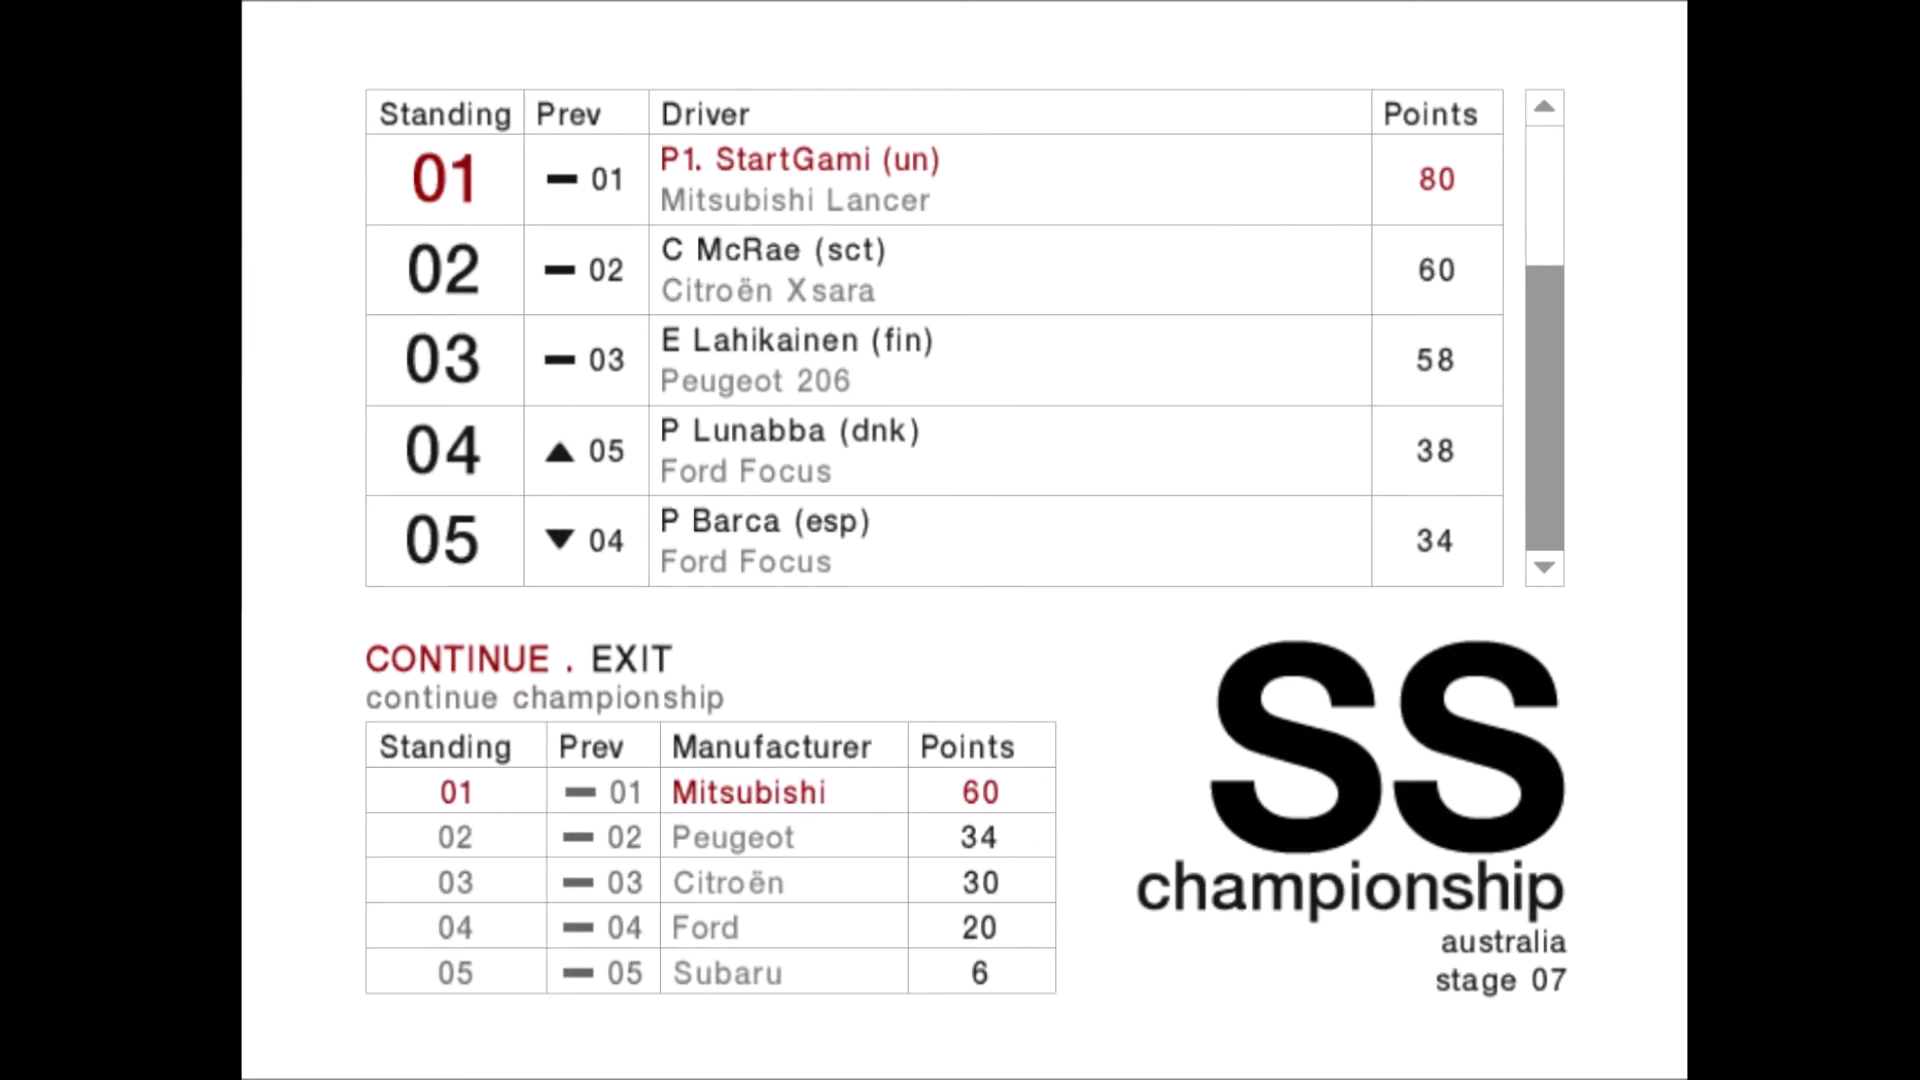 Standing Prev Driver Points
01 01 P1. StartGami (un) 80
Mitsubishi Lancer
02 02 C McRae (sct) 60
Citroën Xsara
03 03 E Lahikainen (fin) 58
Peugeot 206
04 05 P Lunabba (dnk) 38
Ford Focus
05 04 P Barca (esp) 34
Ford Focus
CONTINUE . EXIT
continue championship
Standing Prev Manufacturer Points
01 01 Mitsubishi 60
02 02 Peugeot 34
03 03 Citroën 30
04 04 Ford 20
05 05 Subaru 6
SS
championship
australia
stage 07